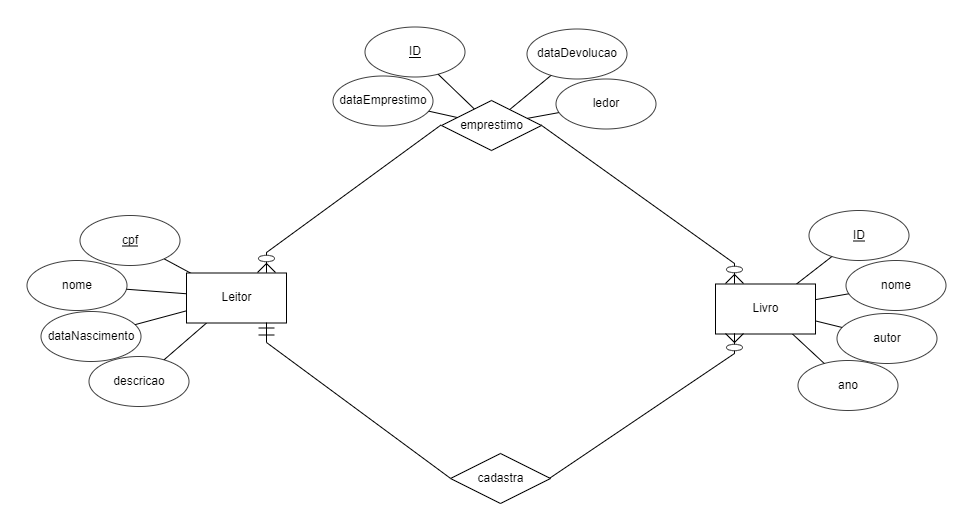 ID
dataDevolucao
dataEmprestimo
ledor
emprestimo
cpf
nome
Leitor
dataNascimento
descricao
ID
nome
Livro
autor
ano
cadastra